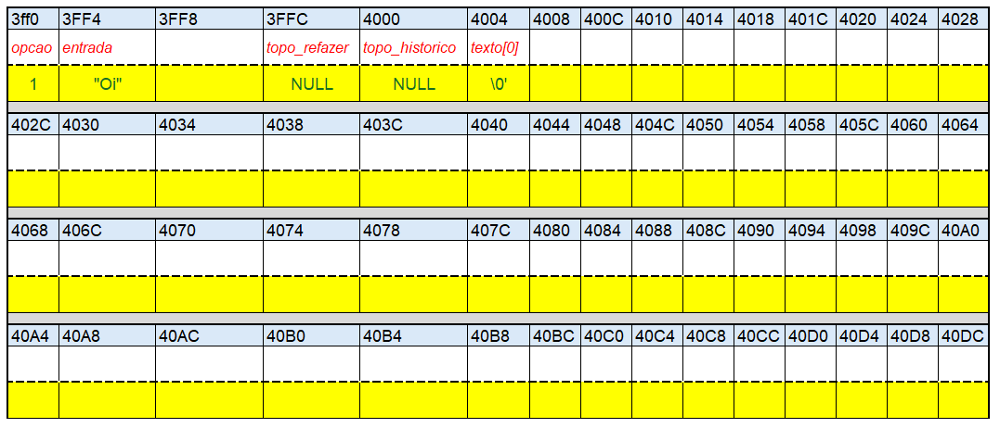 3ff0 3FF4 3FF8 3FFC 4000 4004 4008 400C 4010 4014 4018 401C 4020 4024 4028
opcao entrada topo_refazer topo_historico texto[0]
1 "Oi" NULL NULL \0'
402C 4030 4034 4038 403C 4040 4044 4048 404C 4050 4054 4058 405C 4060 4064
4068 406C 4070 4074 4078 407C 4080 4084 4088 408C 4090 4094 4098 409C 40A0
40A4 40A8 40AC 40B0 40B4 40B8 40BC 40C0 40C4 40C8 40CC 40D0 40D4 40D8 40DC